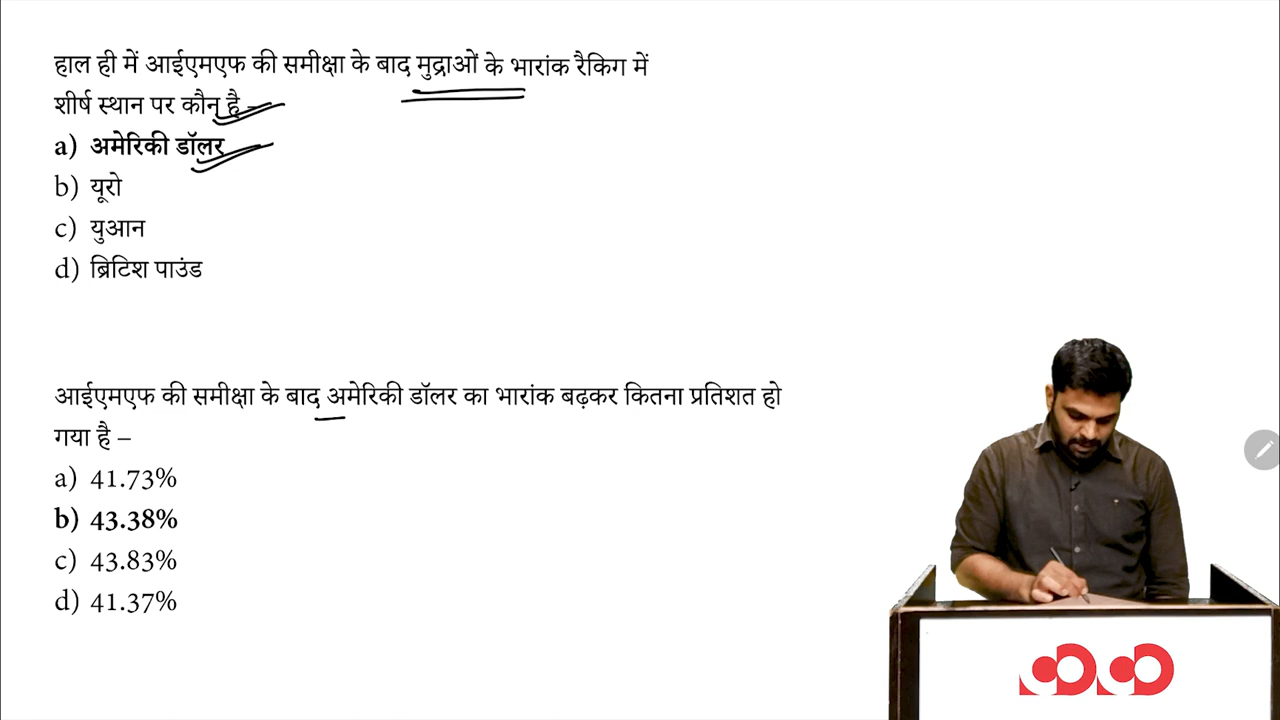 हाल ही में आईएमएफ की समीक्षा के बाद मुद्राओं के भारांक रैकिग में
शीर्ष स्थान पर कौन है –
a) अमेरिकी डॉलर
b) यूरो
c) युआन
d) ब्रिटिश पाउंड
आईएमएफ की समीक्षा के बाद अमेरिकी डॉलर का भारांक बढ़कर कितना प्रतिशत हो
गया है –
a) 41.73%
b) 43.38%
c) 43.83%
d) 41.37%